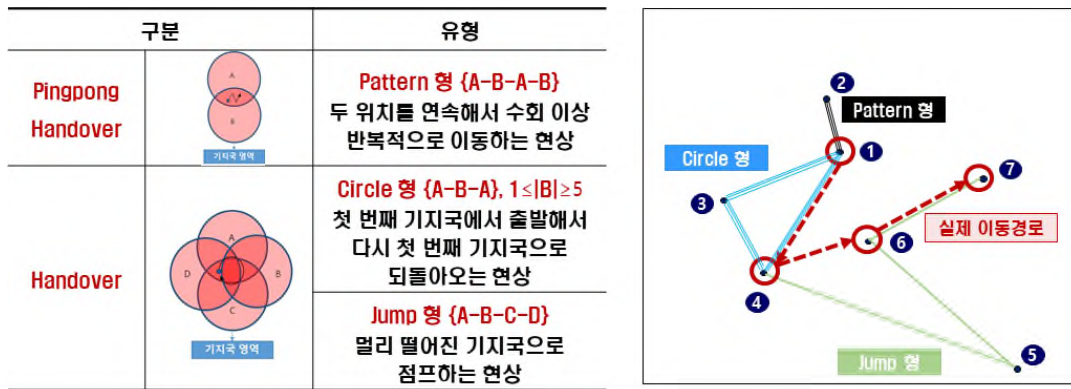 구분
유형
Pingpong
Handover
A
B
기지국 영역
Pattern 형 {A-B-A-B}
두 위치를 연속해서 수회 이상
반복적으로 이동하는 현상
Handover
A
D
B
C
기지국 영역
Circle 형 {A-B-A}, 1≤|B|≥5
첫 번째 기지국에서 출발해서
다시 첫 번째 기지국으로
되돌아오는 현상
Jump 형 {A-B-C-D}
멀리 떨어진 기지국으로
점프하는 현상
2
Pattern 형
1
Circle 형
7
3
실제 이동경로
6
4
5
Jump 형